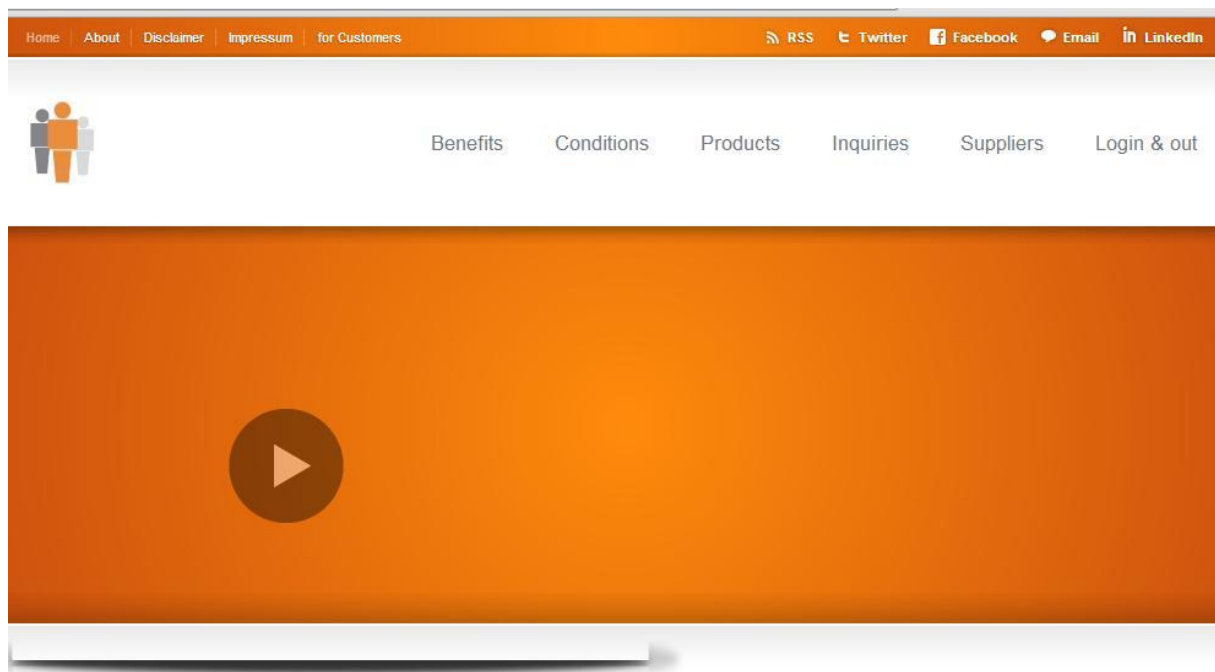 Home About Disclaimer Impressum for Customers RSS Twitter Facebook Email LinkedIn
Benefits Conditions Products Inquiries Suppliers Login & out